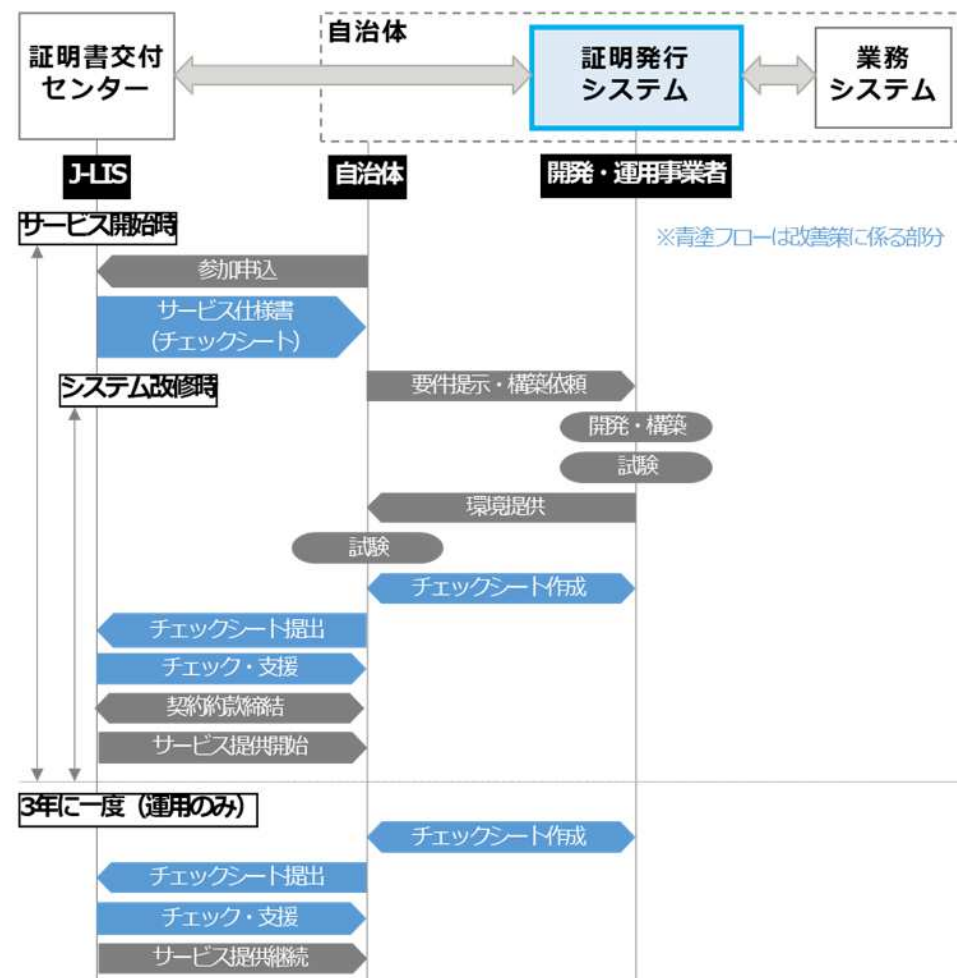 自治体
証明書交付
センター
証明発行
システム
業務
システム
J-LIS
自治体
開発・運用事業者
サービス開始時
※青塗フローは改善策に係る部分
参加申込
サービス仕様書
(チェックシート)
システム改修時
要件提示・構築依頼
開発・構築
試験
環境提供
試験
チェックシート作成
チェックシート提出
チェック・支援
契約約款締結
サービス提供開始
3年に一度（運用のみ）
チェックシート作成
チェックシート提出
チェック・支援
サービス提供継続